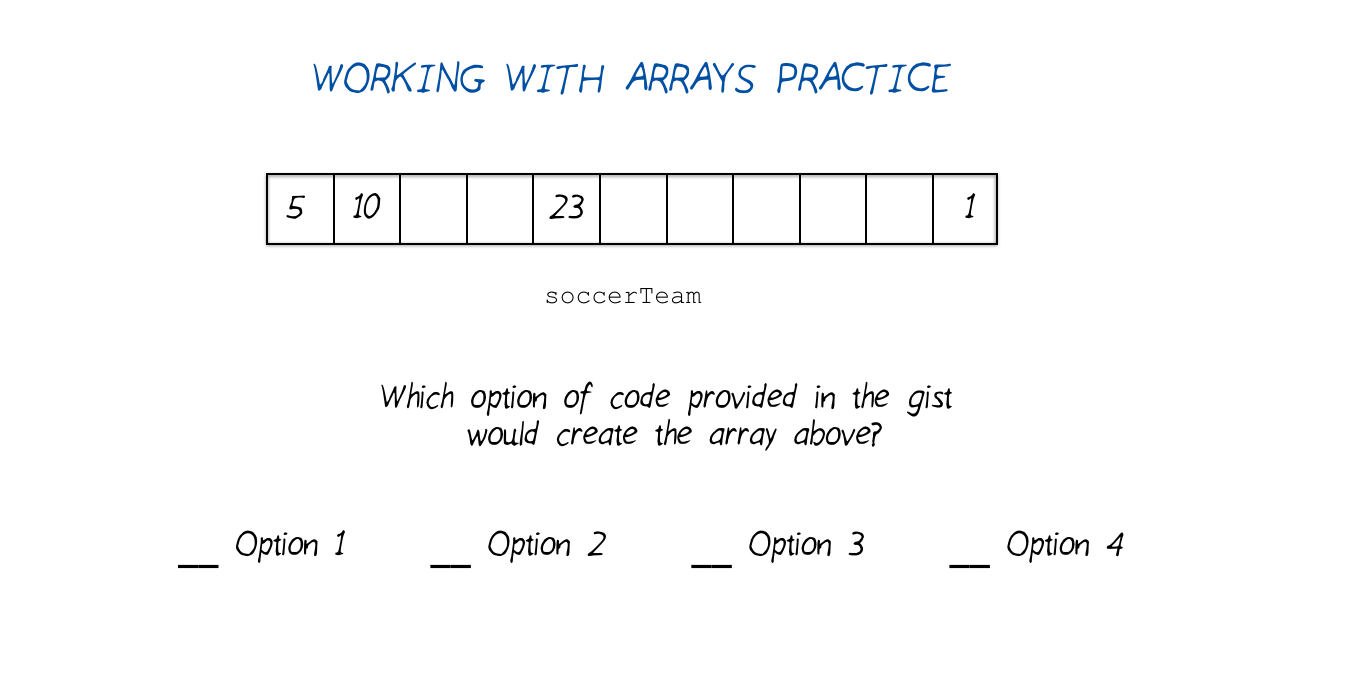 WORKING WITH ARRAYS PRACTICE
5 10 23 1
soccerTeam
Which option of code provided in the gist
would create the array above?
__ Option 1 __ Option 2 __ Option 3 __ Option 4